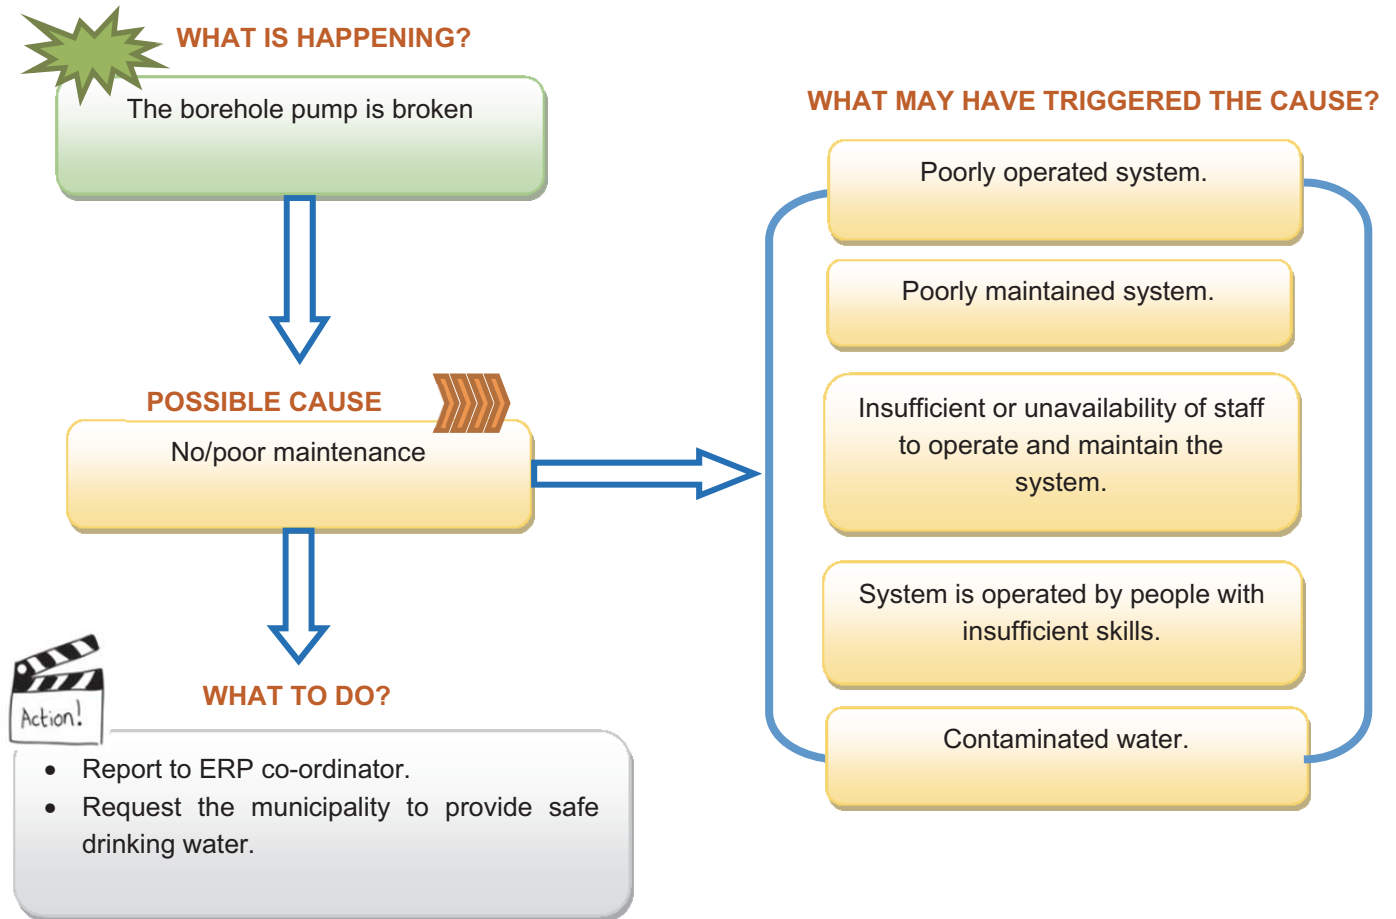 WHAT IS HAPPENING?
The borehole pump is broken
POSSIBLE CAUSE
No/poor maintenance
Action!
WHAT TO DO?
• Report to ERP co-ordinator.
• Request the municipality to provide safe
drinking water.
WHAT MAY HAVE TRIGGERED THE CAUSE?
Poorly operated system.
Poorly maintained system.
Insufficient or unavailability of staff
to operate and maintain the
system.
System is operated by people with
insufficient skills.
Contaminated water.